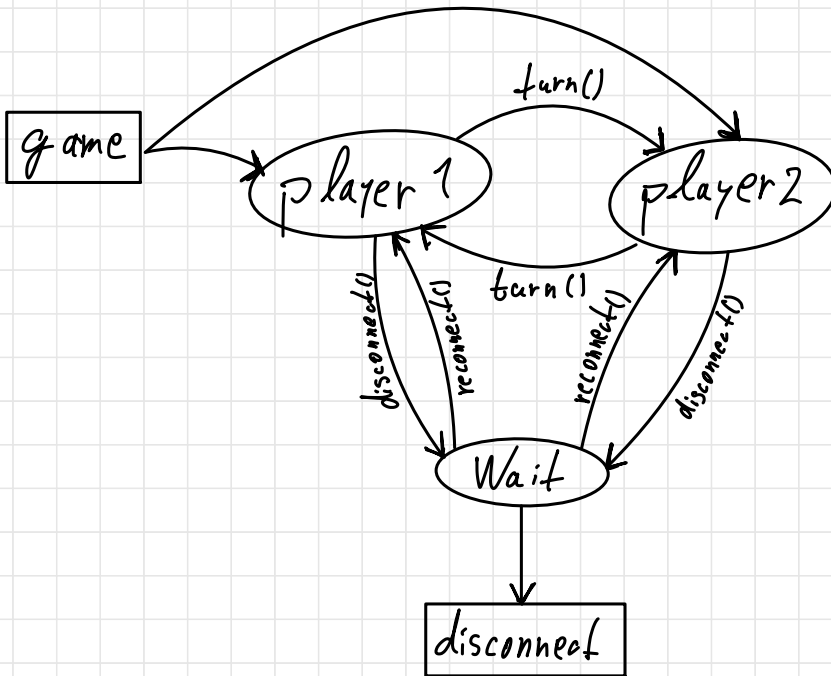 turn()
game
player 1
player2
turn()
disconnect()
reconnect()
reconnect()
disconnect()
Wait
disconnect